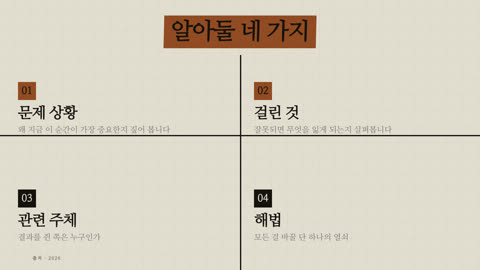 알아둘 네 가지
01
문제 상황
왜 지금 이 순간이 가장 중요한지 짚어 봅니다
02
걸린 것
잘못되면 무엇을 잃게 되는지 살펴봅니다
03
관련 주체
결과를 쥔 쪽은 누구인가
04
해법
모든 걸 바꿀 단 하나의 열쇠
출처 · 2026